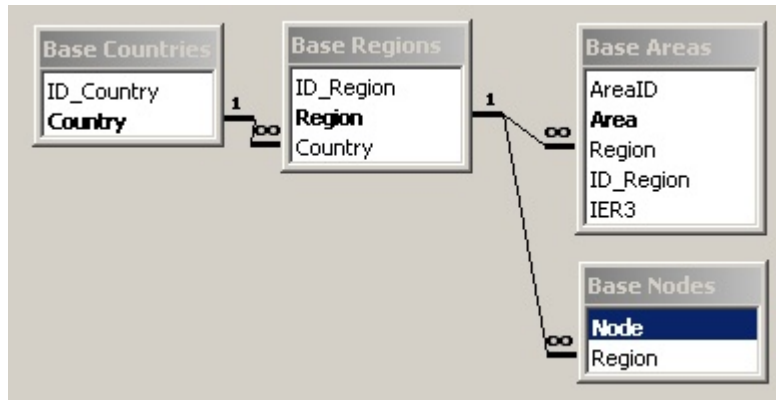 Base Countries
ID_Country
Country
1
∞
Base Regions
ID_Region
Region
Country
1
∞
∞
Base Areas
AreaID
Area
Region
ID_Region
IER3
Base Nodes
Node
Region